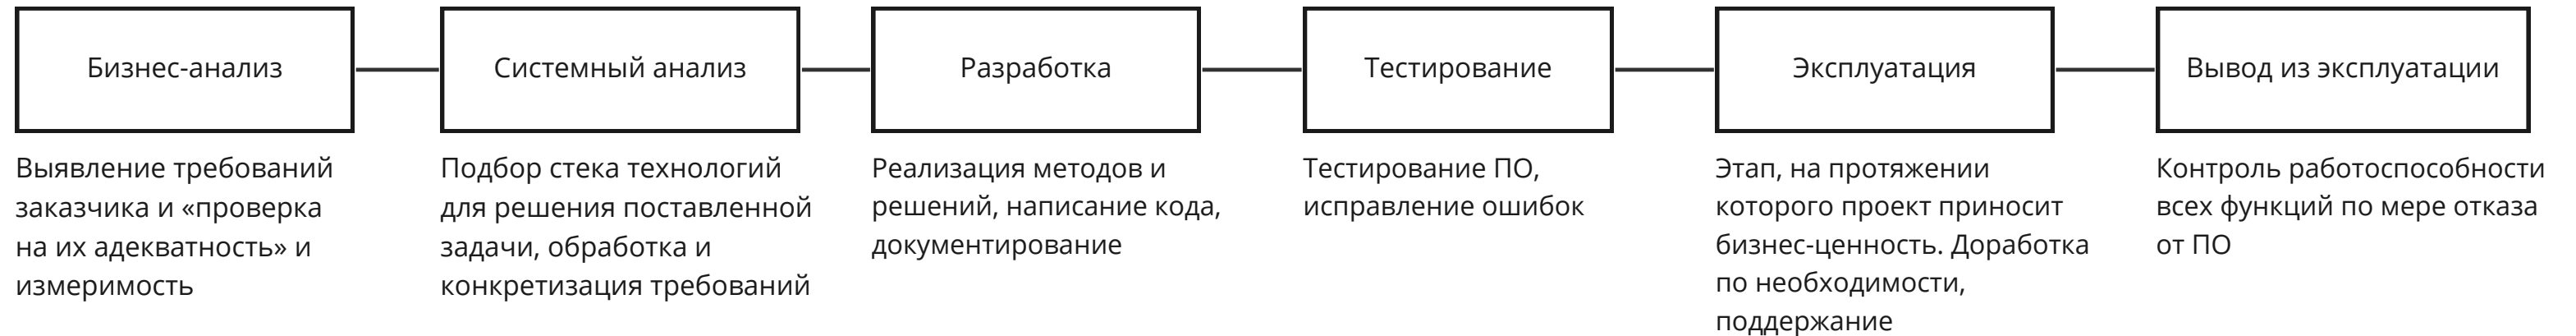 Бизнес-анализ
Системный анализ
Разработка
Тестирование
Эксплуатация
Вывод из эксплуатации
Выявление требований
заказчика и «проверка
на их адекватность» и
измеримость
Подбор стека технологий
для решения поставленной
задачи, обработка и
конкретизация требований
Реализация методов и
решений, написание кода,
документирование
Тестирование ПО,
исправление ошибок
Этап, на протяжении
которого проект приносит
бизнес-ценность. Доработка
по необходимости,
поддержание
Контроль работоспособности
всех функций по мере отказа
от ПО